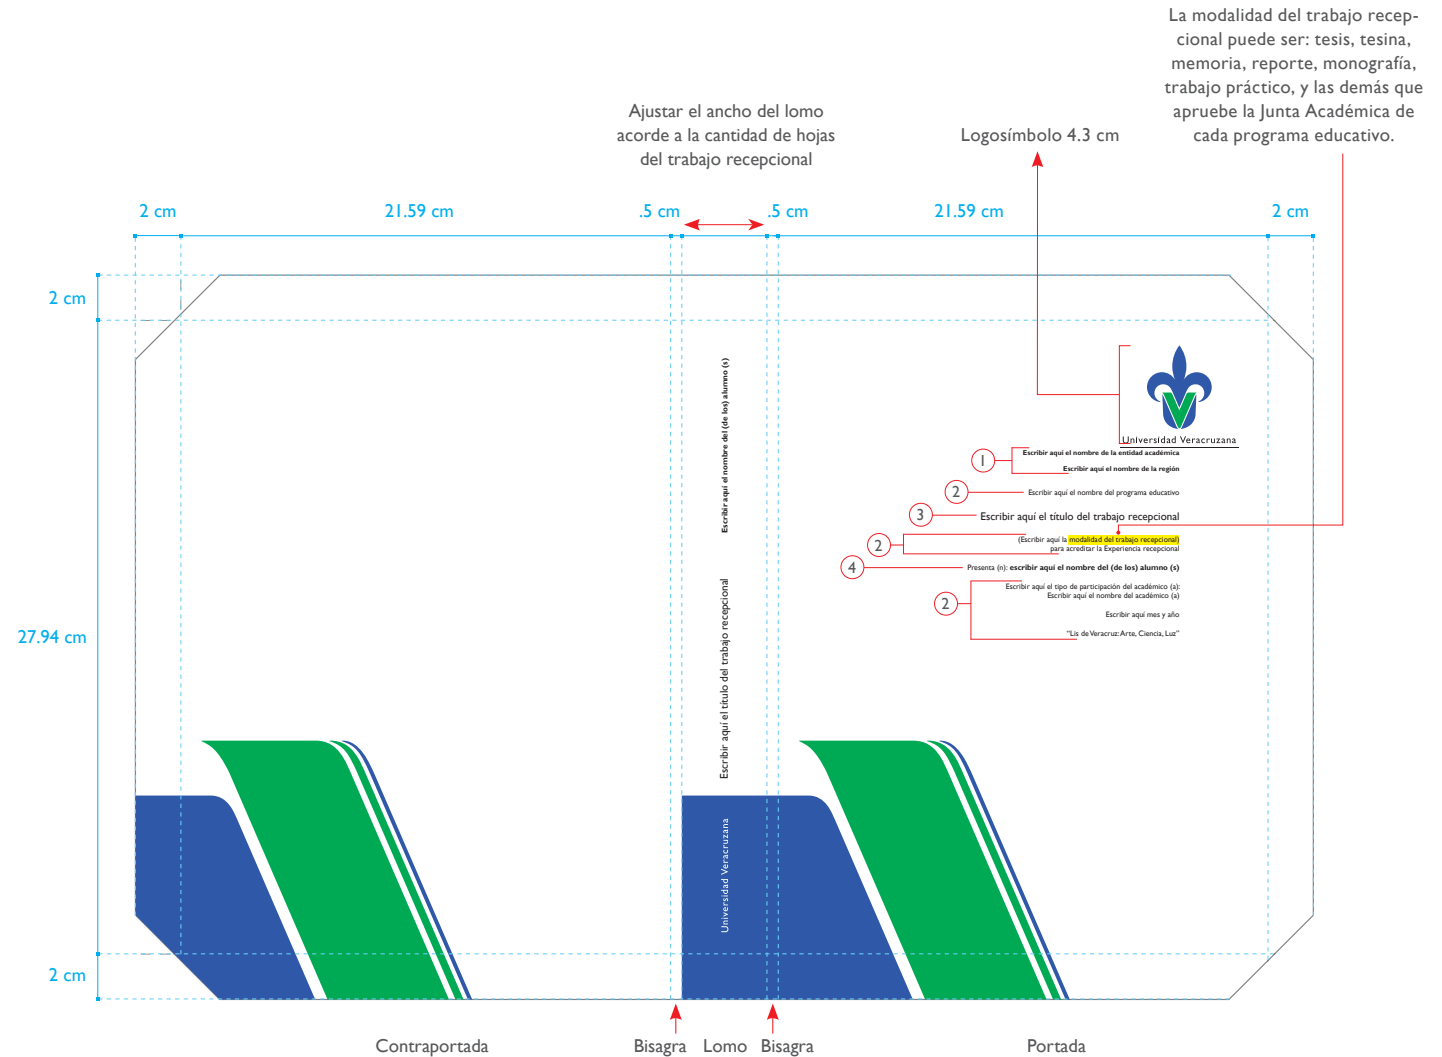 La modalidad del trabajo recep-
cional puede ser: tesis, tesina,
memoria, reporte, monografía,
trabajo práctico, y las demás que
apruebe la Junta Académica de
cada programa educativo.
Ajustar el ancho del lomo
acorde a la cantidad de hojas
del trabajo recepcional
Logosímbolo 4.3 cm
2 cm
21.59 cm
.5 cm
.5 cm
21.59 cm
2 cm
2 cm
27.94 cm
2 cm
Escribir aquí el nombre del (de los) alumno (s)
Escribir aquí el título del trabajo recepcional
Universidad Veracruzana
Universidad Veracruzana
1
Escribir aquí el nombre de la entidad académica
Escribir aquí el nombre de la región
2
Escribir aquí el nombre del programa educativo
3
Escribir aquí el título del trabajo recepcional
2
(Escribir aquí la modalidad del trabajo recepcional)
para acreditar la Experiencia recepcional
4
Presenta (n): escribir aquí el nombre del (de los) alumno (s)
2
Escribir aquí el tipo de participación del académico (a):
Escribir aquí el nombre del académico (a)
Escribir aquí mes y año
"Lis de Veracruz: Arte, Ciencia, Luz"
Contraportada
Bisagra
Lomo
Bisagra
Portada